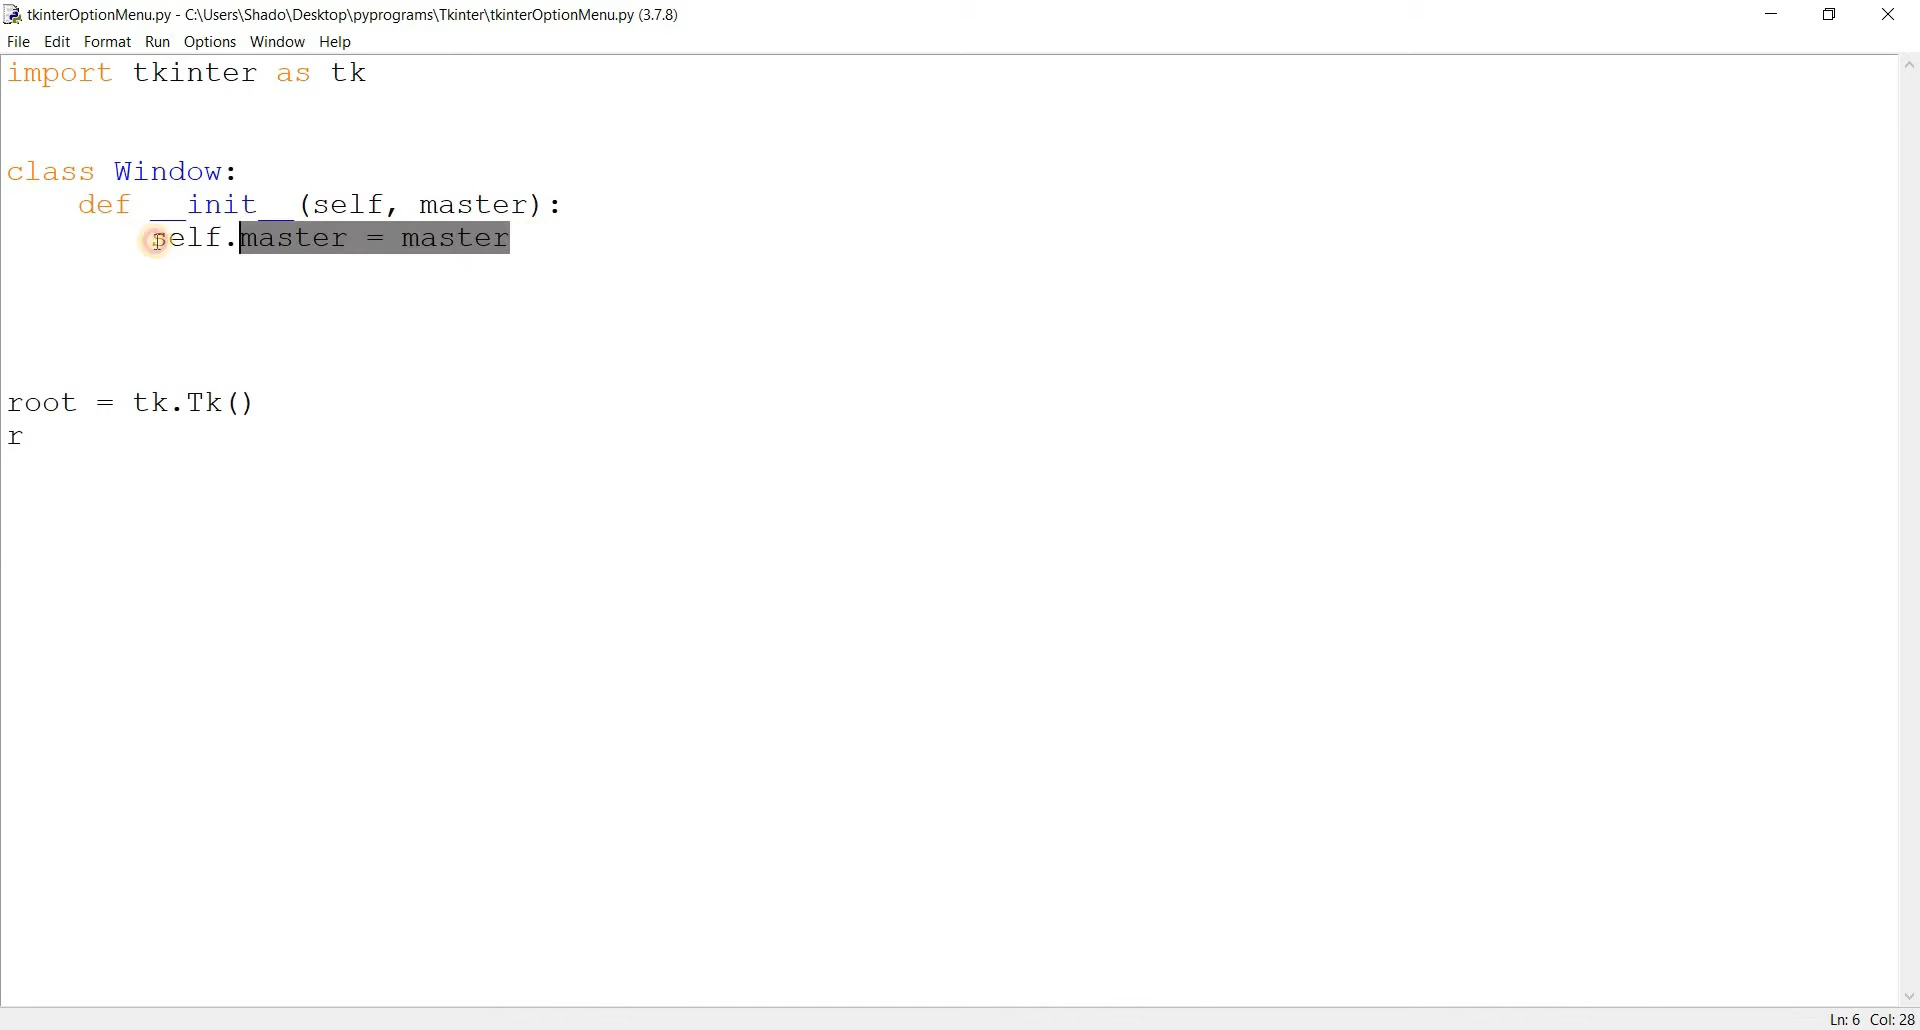 tkinterOptionMenu.py - C:\Users\Shado\Desktop\pyprograms\Tkinter\tkinterOptionMenu.py (3.7.8)
File Edit Format Run Options Window Help
import tkinter as tk
class Window:
    def __init__(self, master):
        self.master = master
root = tk.Tk()
r
Ln: 6 Col: 28